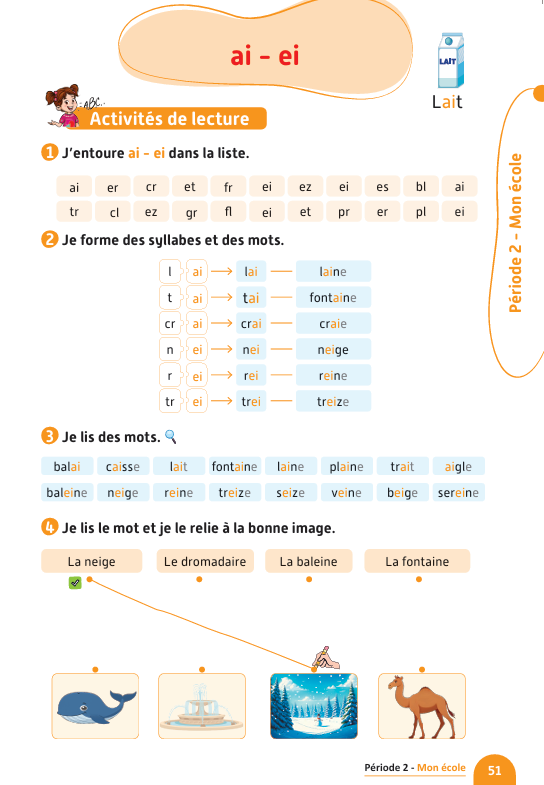 ai - ei
LAIT
Lait
ABC..
Activités de lecture
Période 2 - Mon école
1 J'entoure ai - ei dans la liste.
ai er cr et fr ei ez ei es bl ai
tr cl ez gr fl ei et pr er pl ei
2 Je forme des syllabes et des mots.
l ai lai laine
t ai tai fontaine
cr ai crai craie
n ei nei neige
r ei rei reine
tr ei trei treize
3 Je lis des mots.
balai caisse lait fontaine laine plaine trait aigle
baleine neige reine treize seize veine beige sereine
4 Je lis le mot et je le relie à la bonne image.
La neige Le dromadaire La baleine La fontaine
Période 2 - Mon école 51